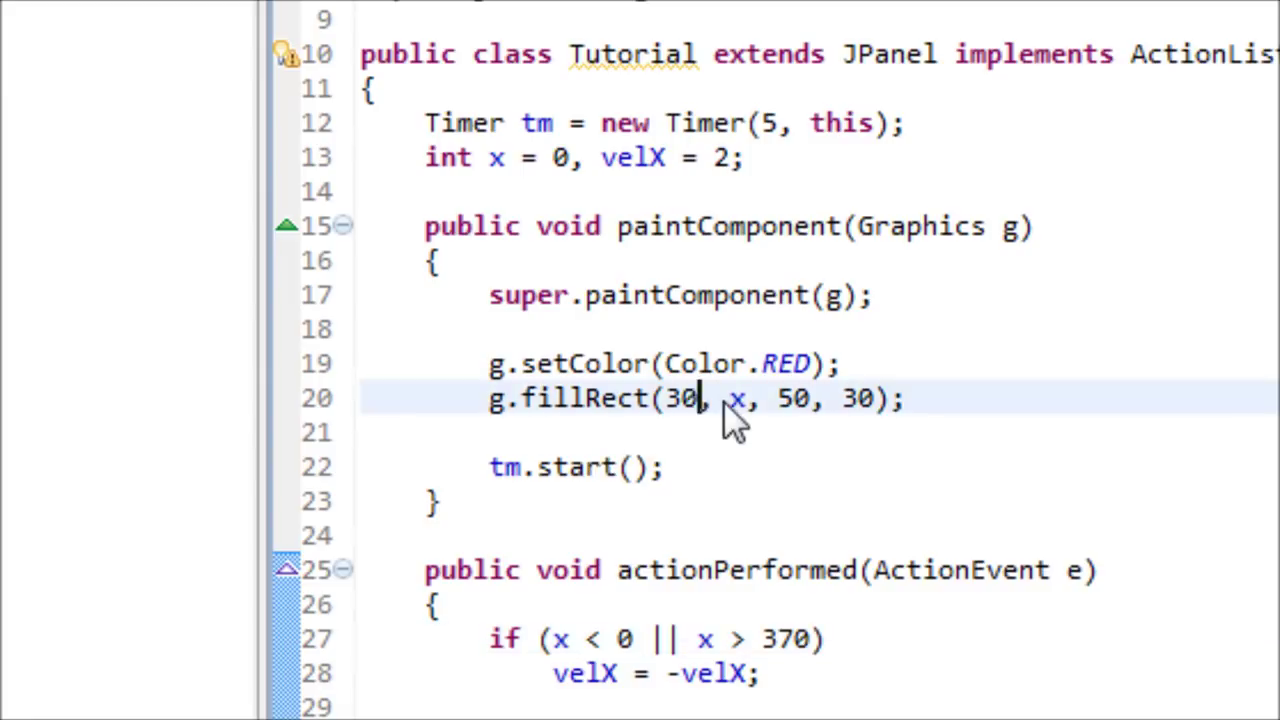 9
10 public class Tutorial extends JPanel implements ActionLis
11 {
12 Timer tm = new Timer(5, this);
13 int x = 0, velX = 2;
14
15 public void paintComponent(Graphics g)
16 {
17 super.paintComponent(g);
18
19 g.setColor(Color.RED);
20 g.fillRect(30, x, 50, 30);
21
22 tm.start();
23 }
24
25 public void actionPerformed(ActionEvent e)
26 {
27 if (x < 0 || x > 370)
28 velX = -velX;
29